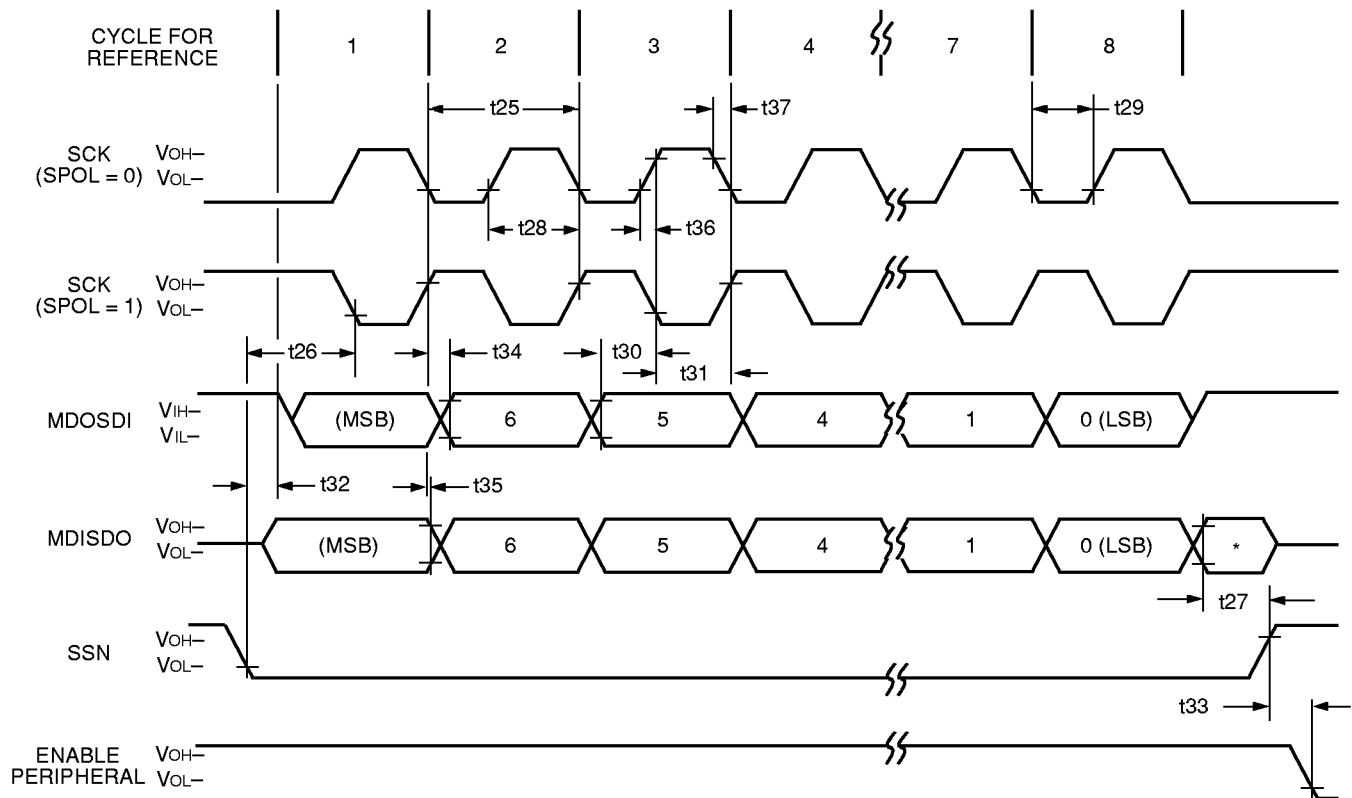 CYCLE FOR
REFERENCE
1 2 3 4 7 8
t25 t37 t29
SCK
(SPOL = 0)
VOH–
VOL–
t28 t36
SCK
(SPOL = 1)
VOH–
VOL–
t26 t34 t30
t31
MDOSDI
VIH–
VIL–
(MSB) 6 5 4 1 0 (LSB)
t32 t35
MDISDO
VOH–
VOL–
(MSB) 6 5 4 1 0 (LSB) *
t27
SSN
VOH–
VOL–
t33
ENABLE
PERIPHERAL
VOH–
VOL–